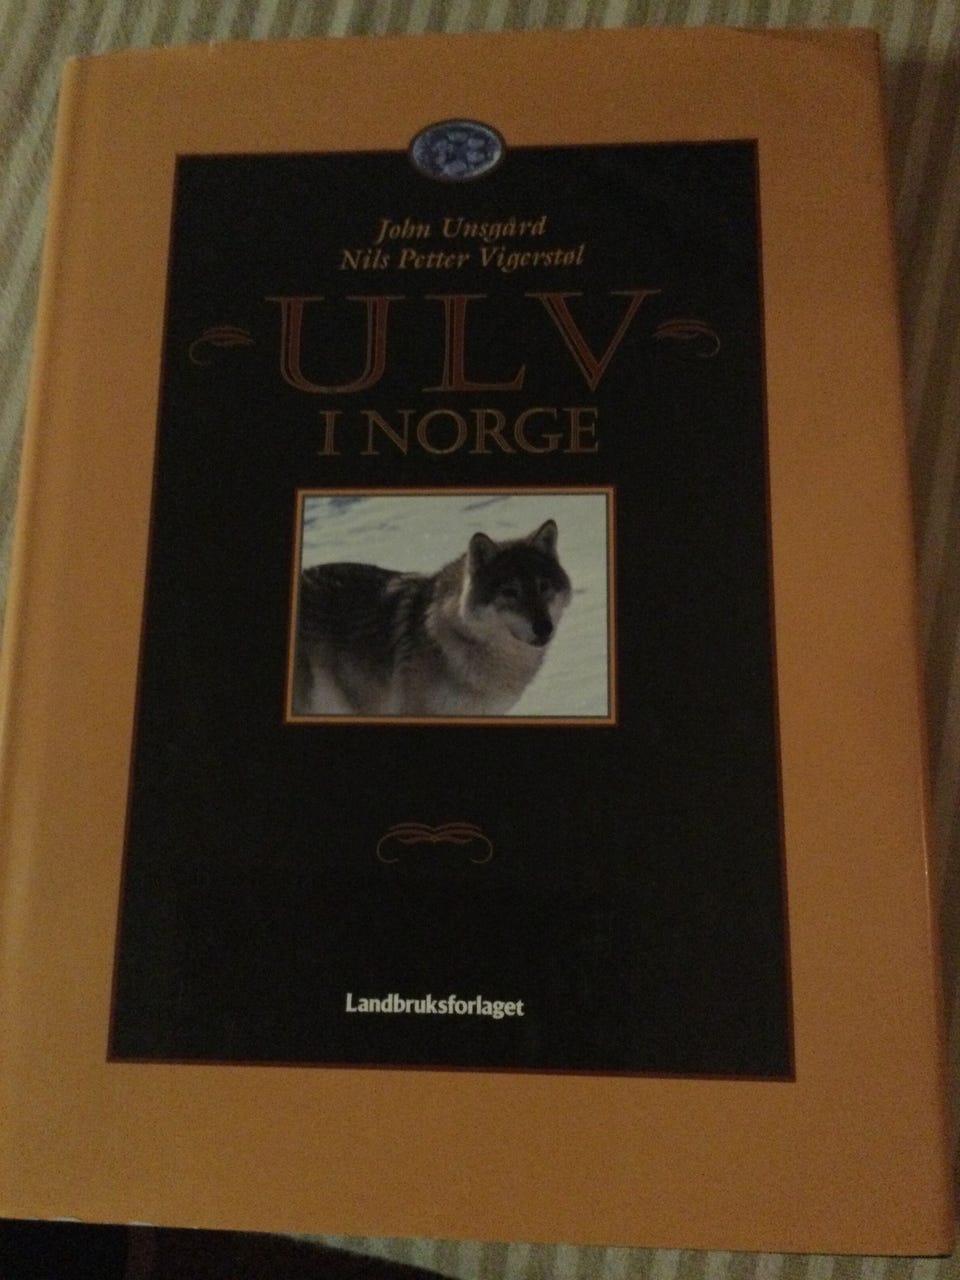 John Unsgård
Nils Petter Vigerstøl
ULV
I NORGE
Landbruksforlaget